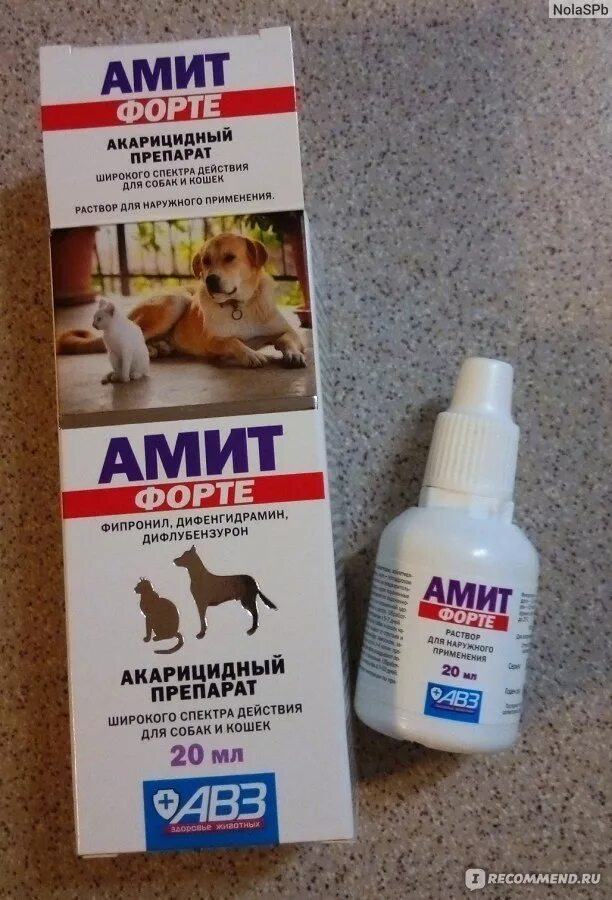 NolaSPb
АМИТ
ФОРТЕ
АКАРИЦИДНЫЙ
ПРЕПАРАТ
ШИРОКОГО СПЕКТРА ДЕЙСТВИЯ
ДЛЯ СОБАК И КОШЕК
РАСТВОР ДЛЯ НАРУЖНОГО ПРИМЕНЕНИЯ.
АМИТ
ФОРТЕ
ФИПРОНИЛ, ДИФЕНГИДРАМИН,
ДИФЛУБЕНЗУРОН
АКАРИЦИДНЫЙ
ПРЕПАРАТ
ШИРОКОГО СПЕКТРА ДЕЙСТВИЯ
ДЛЯ СОБАК И КОШЕК
20 МЛ
АВЗ
здоровье животных
АМИТ
ФОРТЕ
РАСТВОР
ДЛЯ НАРУЖНОГО
ПРИМЕНЕНИЯ
20 МЛ
АВЗ
Серия
IRECOMMEND.RU